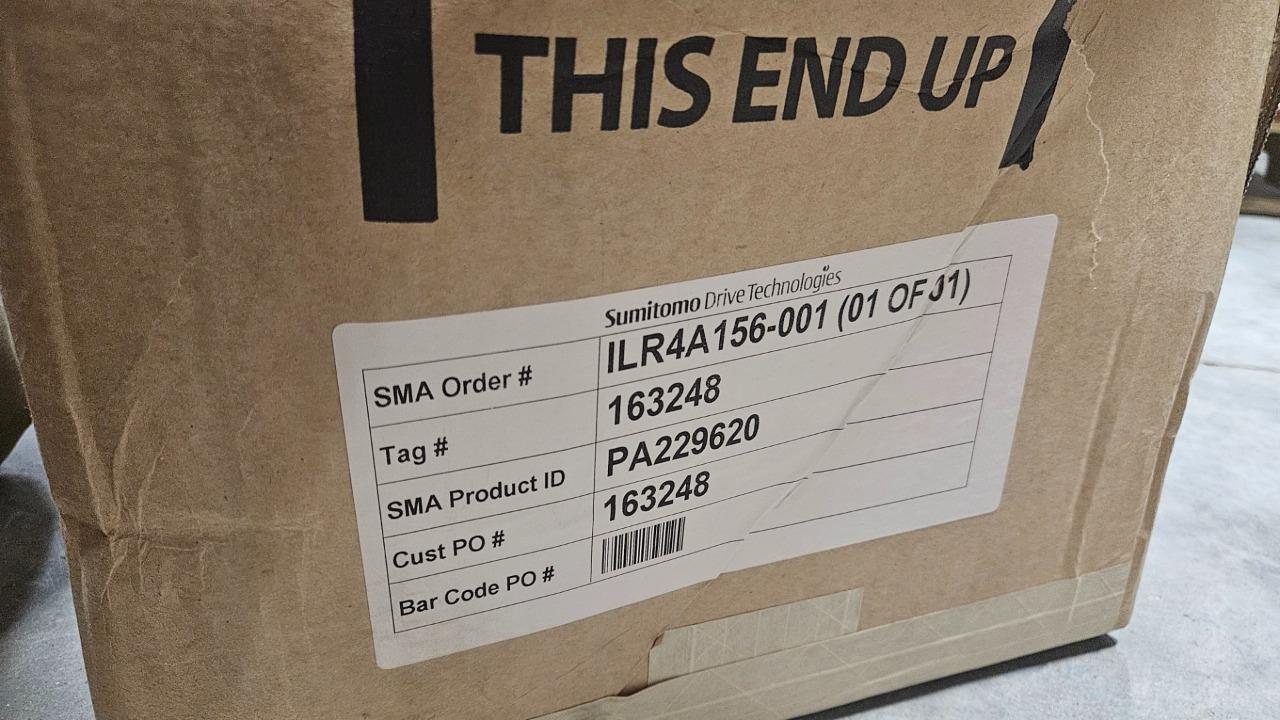 THIS END UP
Sumitomo Drive Technologies
SMA Order # ILR4A156-001 (01 OF 01)
Tag # 163248
SMA Product ID PA229620
Cust PO # 163248
Bar Code PO #